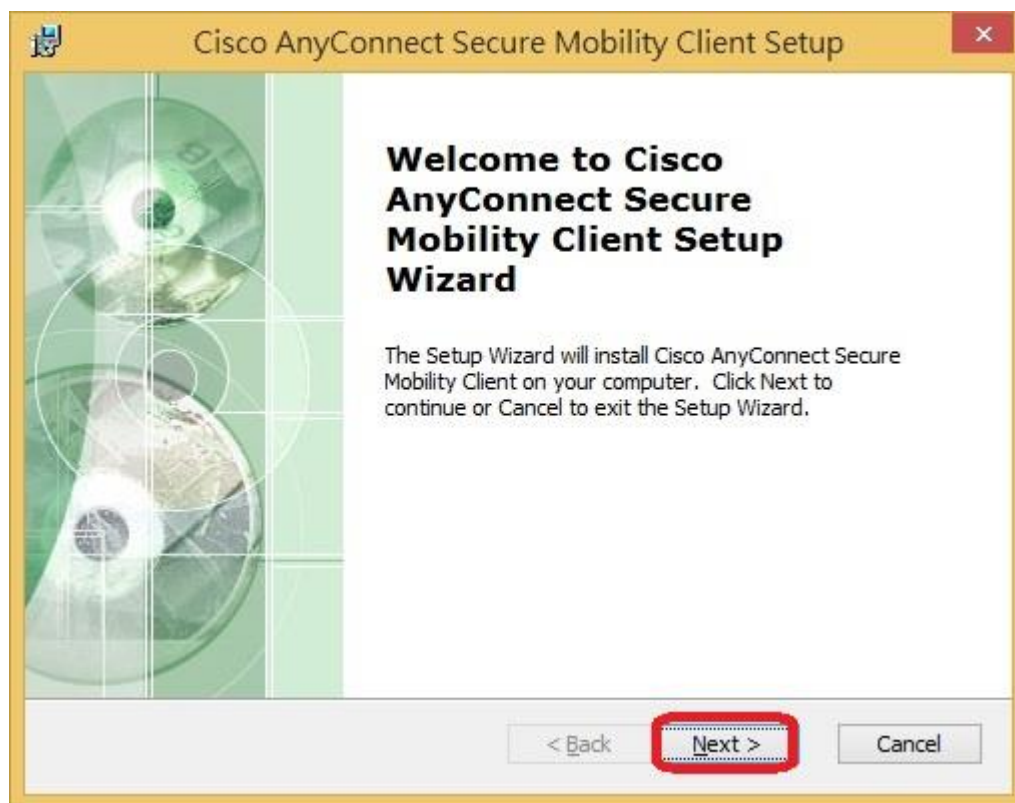 Cisco AnyConnect Secure Mobility Client Setup
Welcome to Cisco
AnyConnect Secure
Mobility Client Setup
Wizard
The Setup Wizard will install Cisco AnyConnect Secure
Mobility Client on your computer. Click Next to
continue or Cancel to exit the Setup Wizard.
< Back Next > Cancel